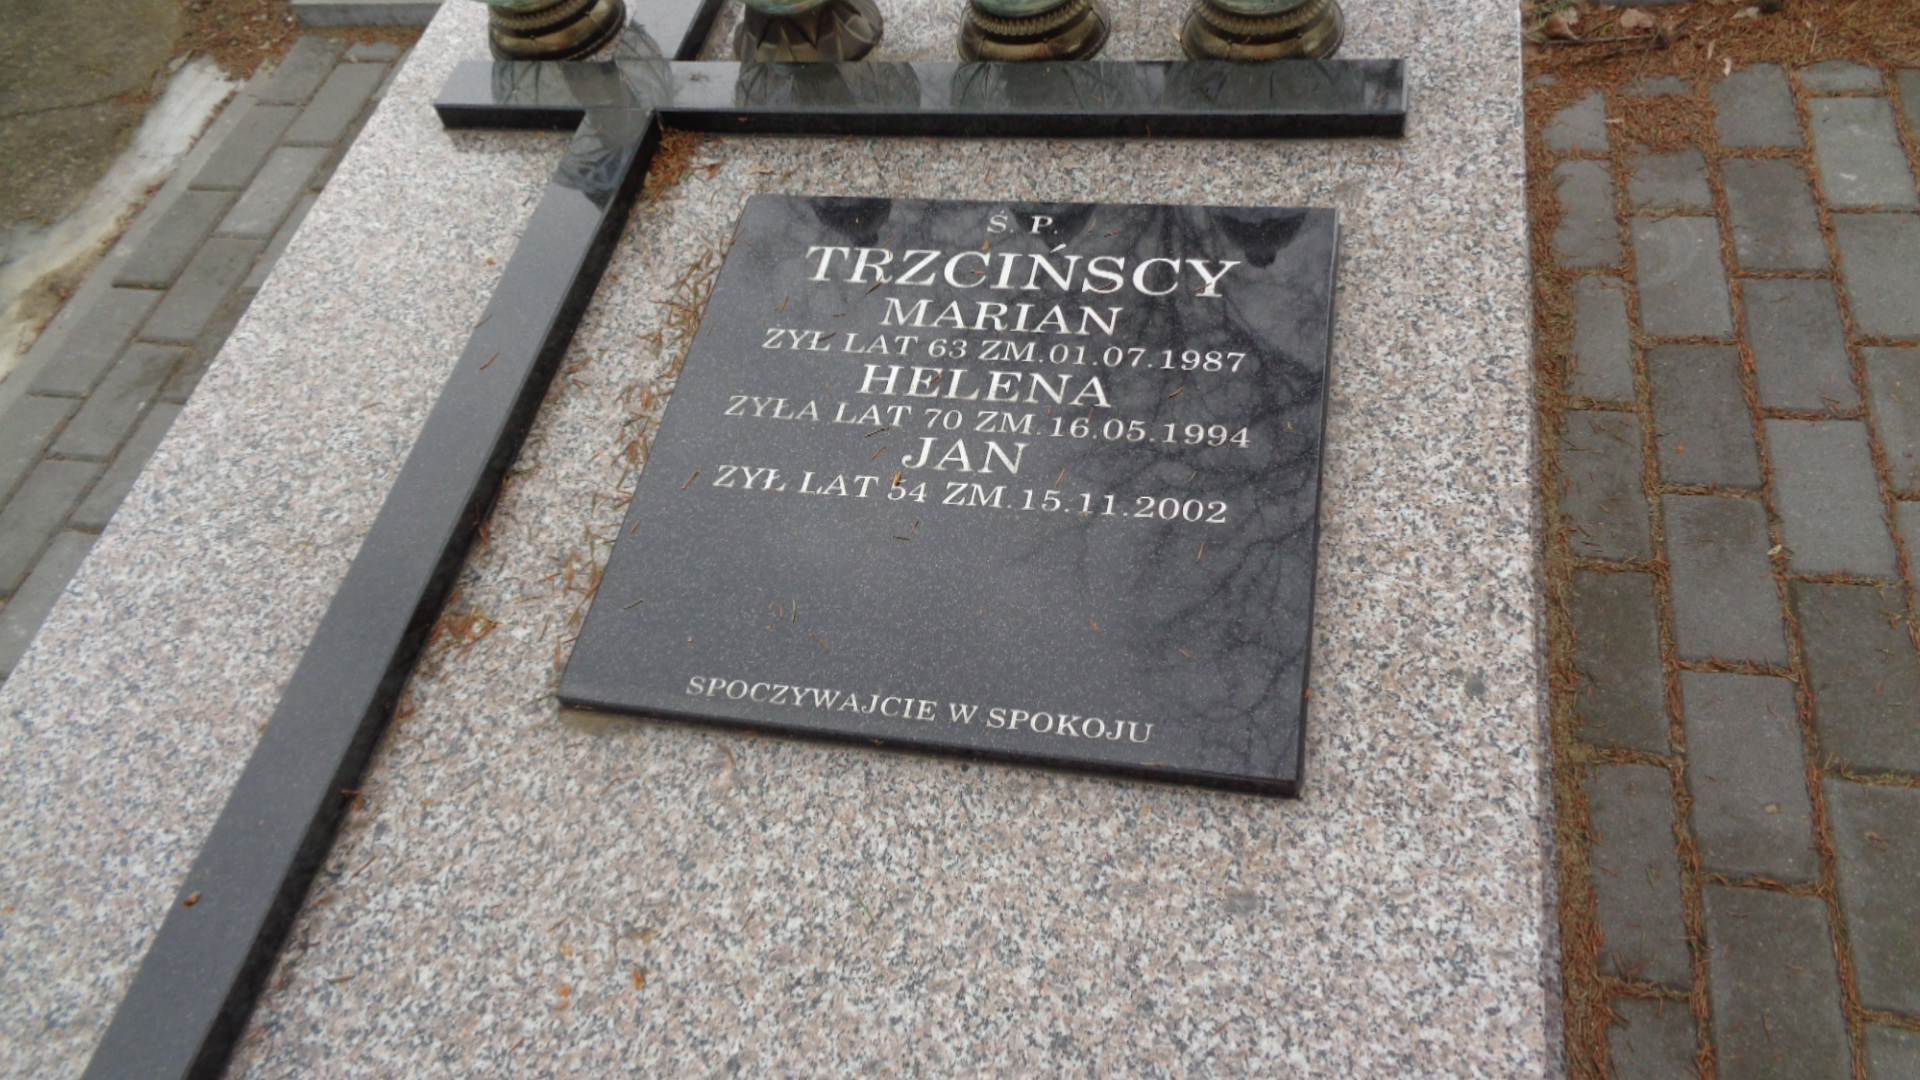 Ś. P.
TRZCIŃSCY
MARIAN
ŻYŁ LAT 63 ZM.01.07.1987
HELENA
ŻYŁA LAT 70 ZM.16.05.1994
JAN
ŻYŁ LAT 54 ZM.15.11.2002
SPOCZYWAJCIE W SPOKOJU